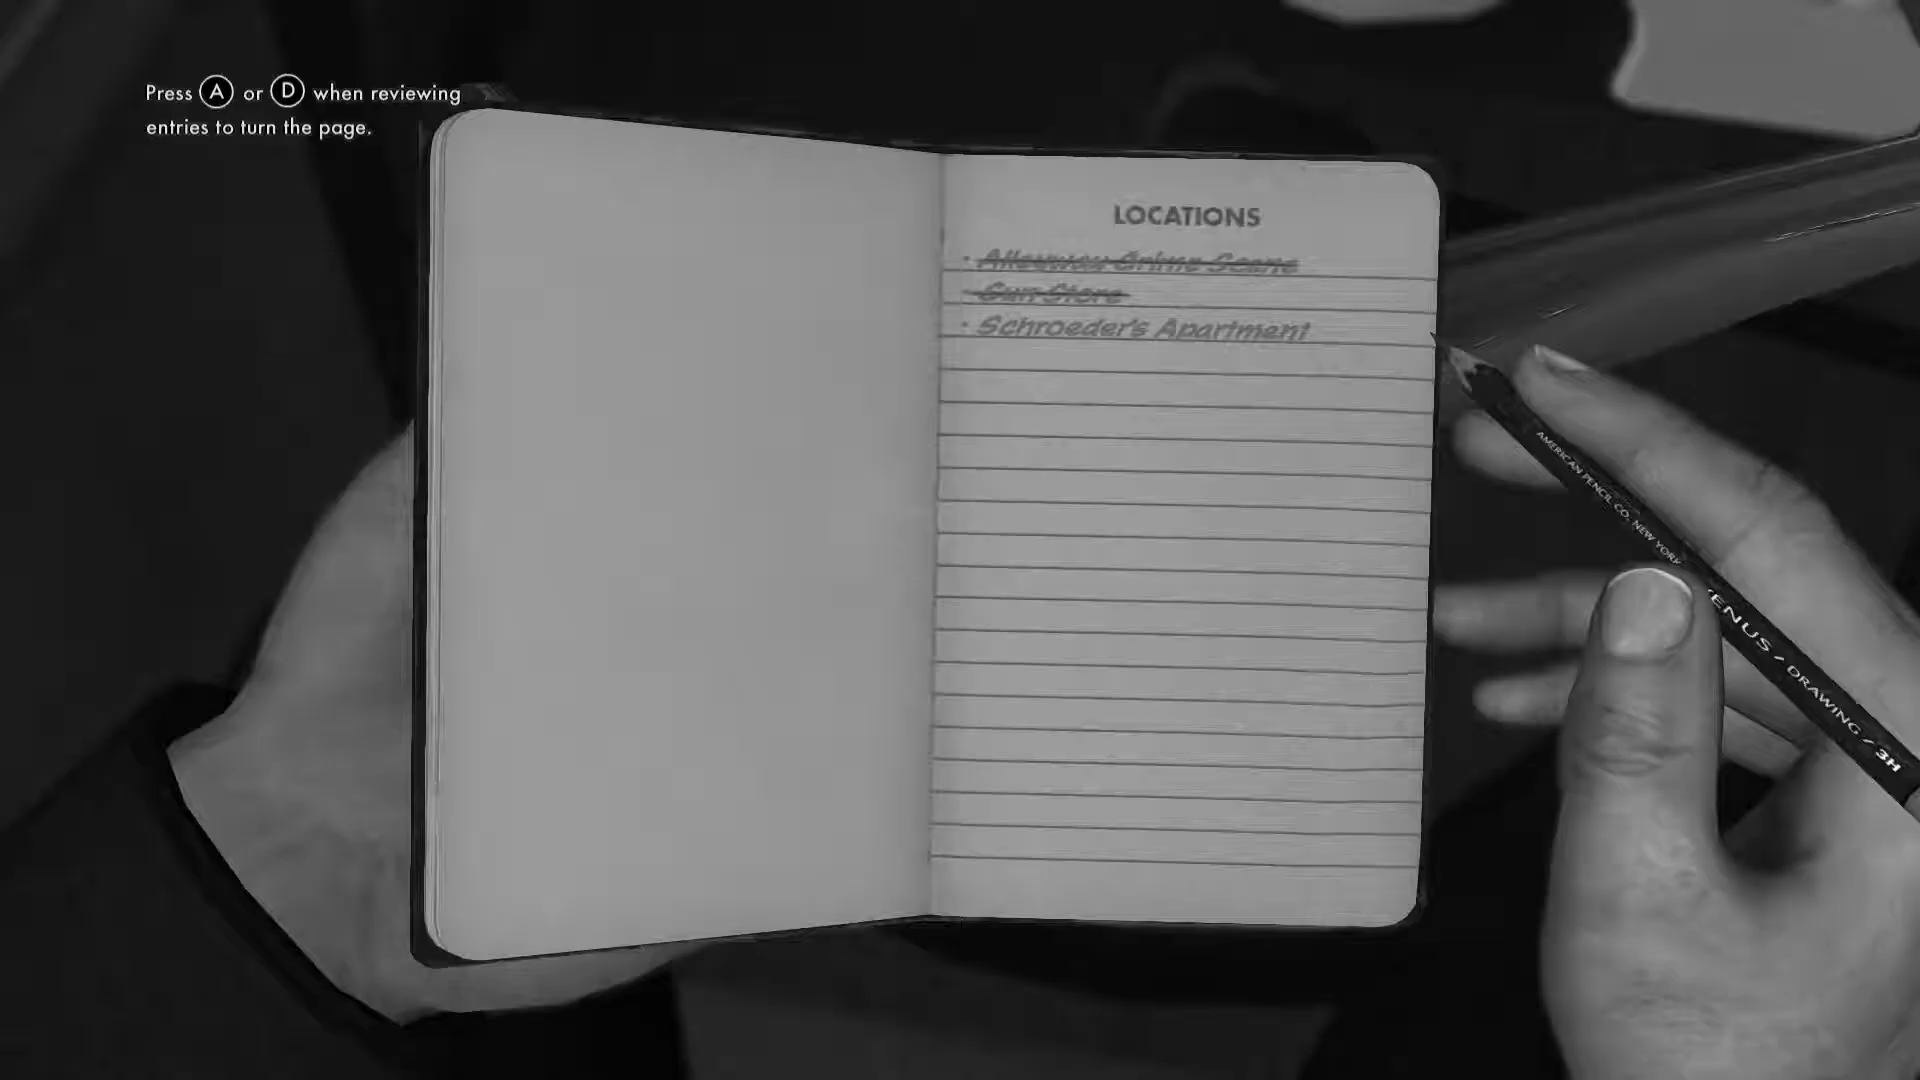 Press A or D when reviewing
entries to turn the page.
LOCATIONS
· Alleyway Crime Scene
· Gun Store
· Schroeder's Apartment
AMERICAN PENCIL CO. NEW YORK
VENUS / DRAWING / 3H